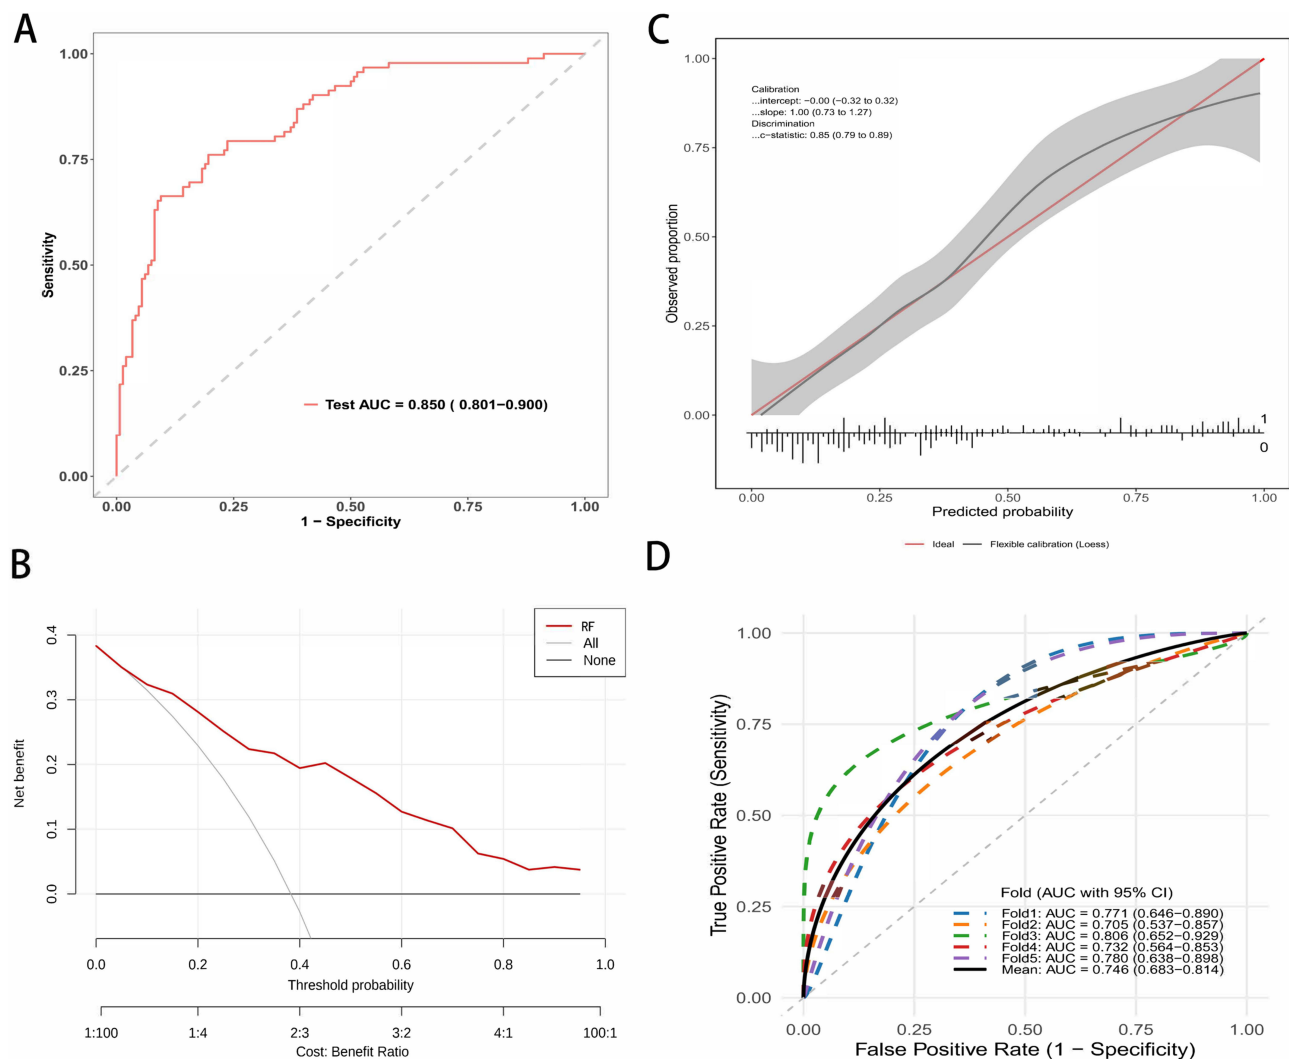 A
1.00
0.75
0.50
0.25
0.00
Sensitivity
Test AUC = 0.850 ( 0.801−0.900)
0.00 0.25 0.50 0.75 1.00
1 − Specificity
C
1.00
0.75
0.50
0.25
0.00
Observed proportion
Calibration
...intercept: −0.00 (−0.32 to 0.32)
...slope: 1.00 (0.73 to 1.27)
Discrimination
...c−statistic: 0.85 (0.79 to 0.89)
1
0
0.00 0.25 0.50 0.75 1.00
Predicted probability
Ideal Flexible calibration (Loess)
B
0.4
0.3
0.2
0.1
0.0
Net benefit
RF
All
None
0.0 0.2 0.4 0.6 0.8 1.0
Threshold probability
1:100 1:4 2:3 3:2 4:1 100:1
Cost: Benefit Ratio
D
1.00
0.75
0.50
0.25
0.00
True Positive Rate (Sensitivity)
Fold (AUC with 95% CI)
Fold1: AUC = 0.771 (0.646−0.890)
Fold2: AUC = 0.705 (0.537−0.857)
Fold3: AUC = 0.806 (0.652−0.929)
Fold4: AUC = 0.732 (0.564−0.853)
Fold5: AUC = 0.780 (0.638−0.898)
Mean: AUC = 0.746 (0.683−0.814)
0.00 0.25 0.50 0.75 1.00
False Positive Rate (1 − Specificity)